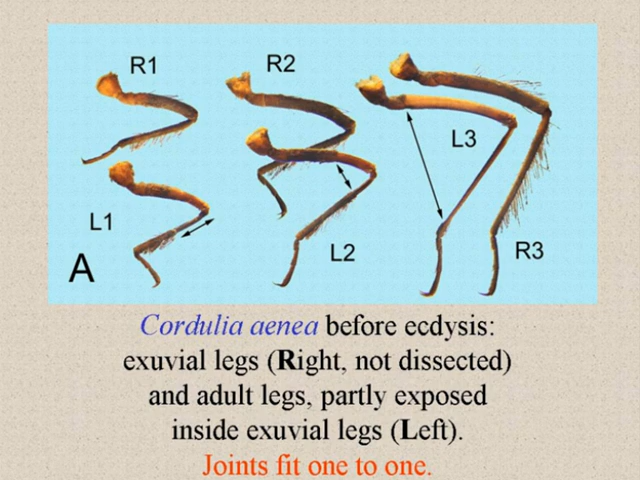 R1
R2
L3
L1
L2
R3
A
Cordulia aenea before ecdysis:
exuvial legs (Right, not dissected)
and adult legs, partly exposed
inside exuvial legs (Left).
Joints fit one to one.